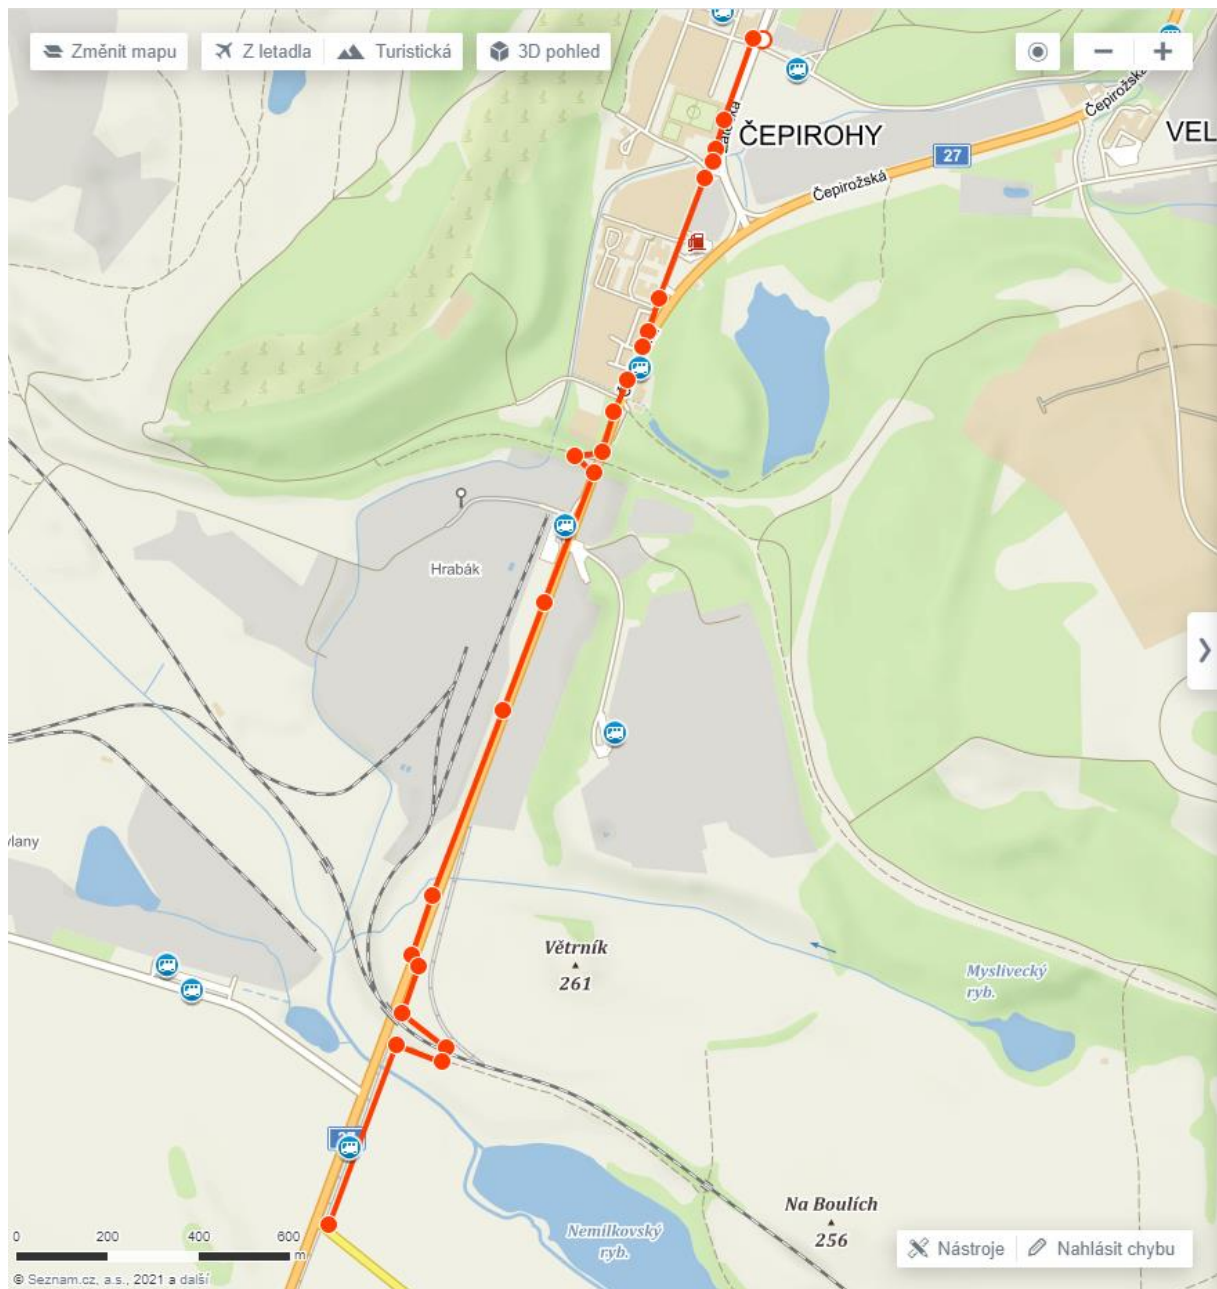 Změnit mapu
Z letadla
Turistická
3D pohled
ČEPIROHY
VEL
Čepirožská
27
Čepirožská
Hrabák
vlany
Větrník
261
Myslivecký
ryb.
Na Boulích
256
Nemilkovský
ryb.
0 200 400 600
m
Nástroje
Nahlásit chybu
© Seznam.cz, a.s., 2021 a další